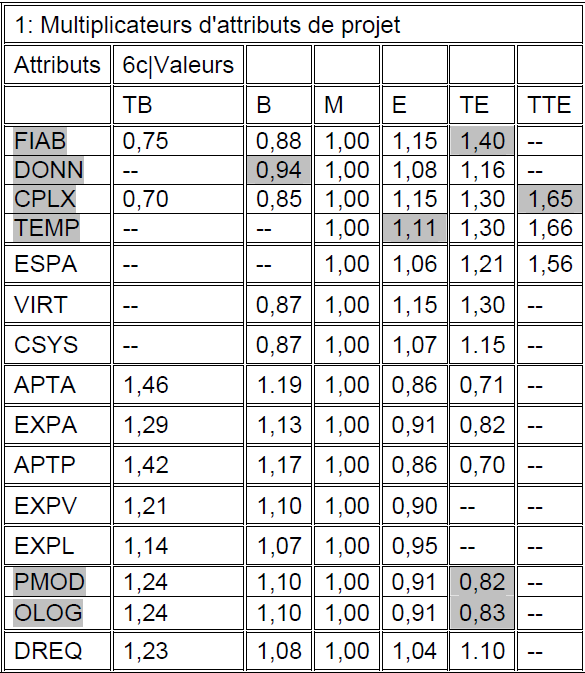 1: Multiplicateurs d'attributs de projet
Attributs 6c|Valeurs
TB B M E TE TTE
FIAB 0,75 0,88 1,00 1,15 1,40 --
DONN -- 0,94 1,00 1,08 1,16 --
CPLX 0,70 0,85 1,00 1,15 1,30 1,65
TEMP -- -- 1,00 1,11 1,30 1,66
ESPA -- -- 1,00 1,06 1,21 1,56
VIRT -- 0,87 1,00 1,15 1,30 --
CSYS -- 0,87 1,00 1,07 1.15 --
APTA 1,46 1.19 1,00 0,86 0,71 --
EXPA 1,29 1,13 1,00 0,91 0,82 --
APTP 1,42 1,17 1,00 0,86 0,70 --
EXPV 1,21 1,10 1,00 0,90 -- --
EXPL 1,14 1,07 1,00 0,95 -- --
PMOD 1,24 1,10 1,00 0,91 0,82 --
OLOG 1,24 1,10 1,00 0,91 0,83 --
DREQ 1,23 1,08 1,00 1,04 1.10 --